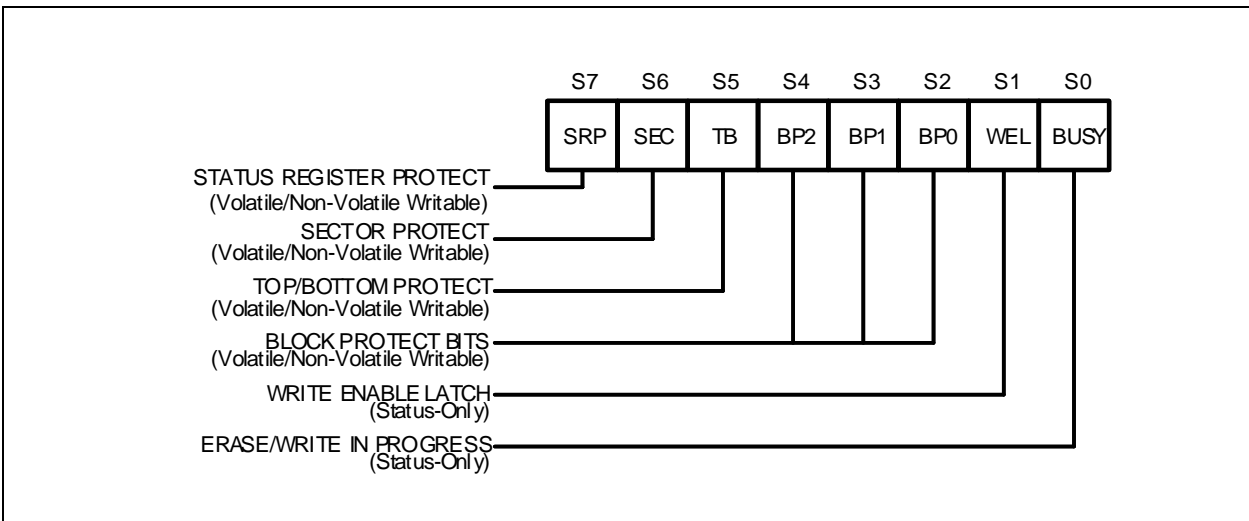 S7 S6 S5 S4 S3 S2 S1 S0
SRP SEC TB BP2 BP1 BP0 WEL BUSY
STATUS REGISTER PROTECT
(Volatile/Non-Volatile Writable)
SECTOR PROTECT
(Volatile/Non-Volatile Writable)
TOP/BOTTOM PROTECT
(Volatile/Non-Volatile Writable)
BLOCK PROTECT BITS
(Volatile/Non-Volatile Writable)
WRITE ENABLE LATCH
(Status-Only)
ERASE/WRITE IN PROGRESS
(Status-Only)